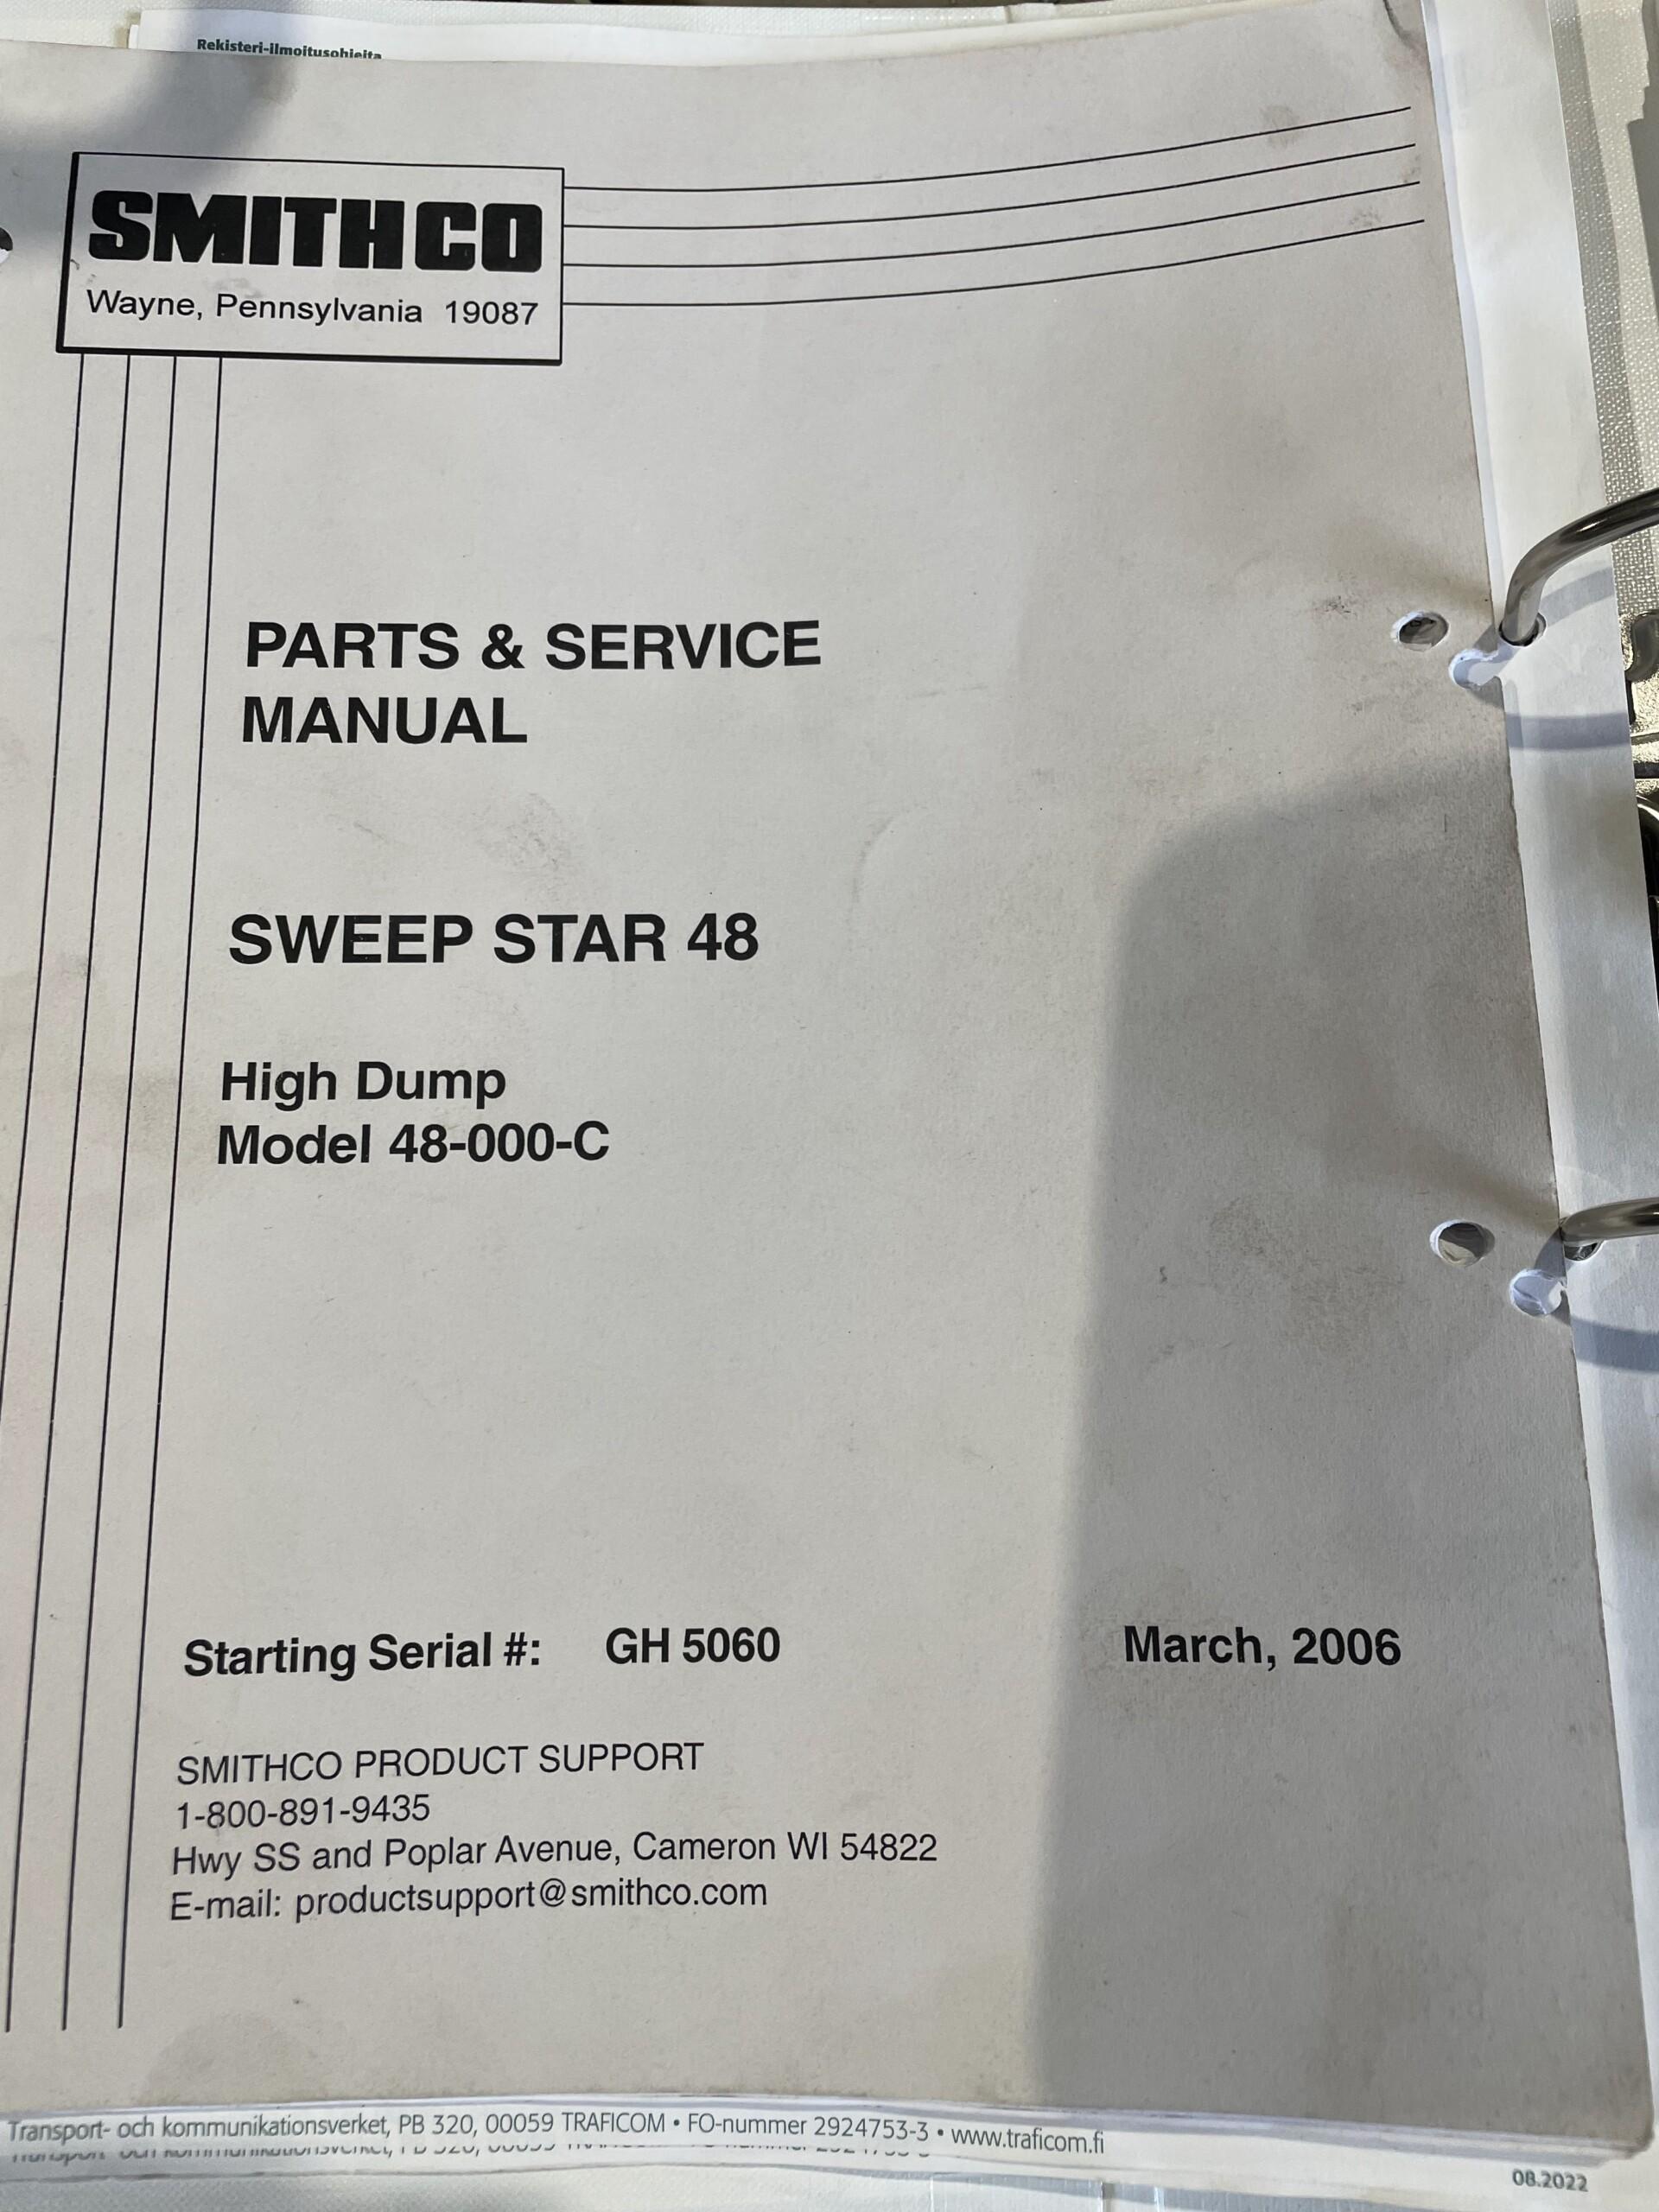 Rekisteri-ilmoitusohjeita
SMITHCO
Wayne, Pennsylvania 19087
PARTS & SERVICE
MANUAL
SWEEP STAR 48
High Dump
Model 48-000-C
Starting Serial #: GH 5060 March, 2006
SMITHCO PRODUCT SUPPORT
1-800-891-9435
Hwy SS and Poplar Avenue, Cameron WI 54822
E-mail: productsupport@smithco.com
Transport- och kommunikationsverket, PB 320, 00059 TRAFICOM • FO-nummer 2924753-3 • www.traficom.fi
08.2022